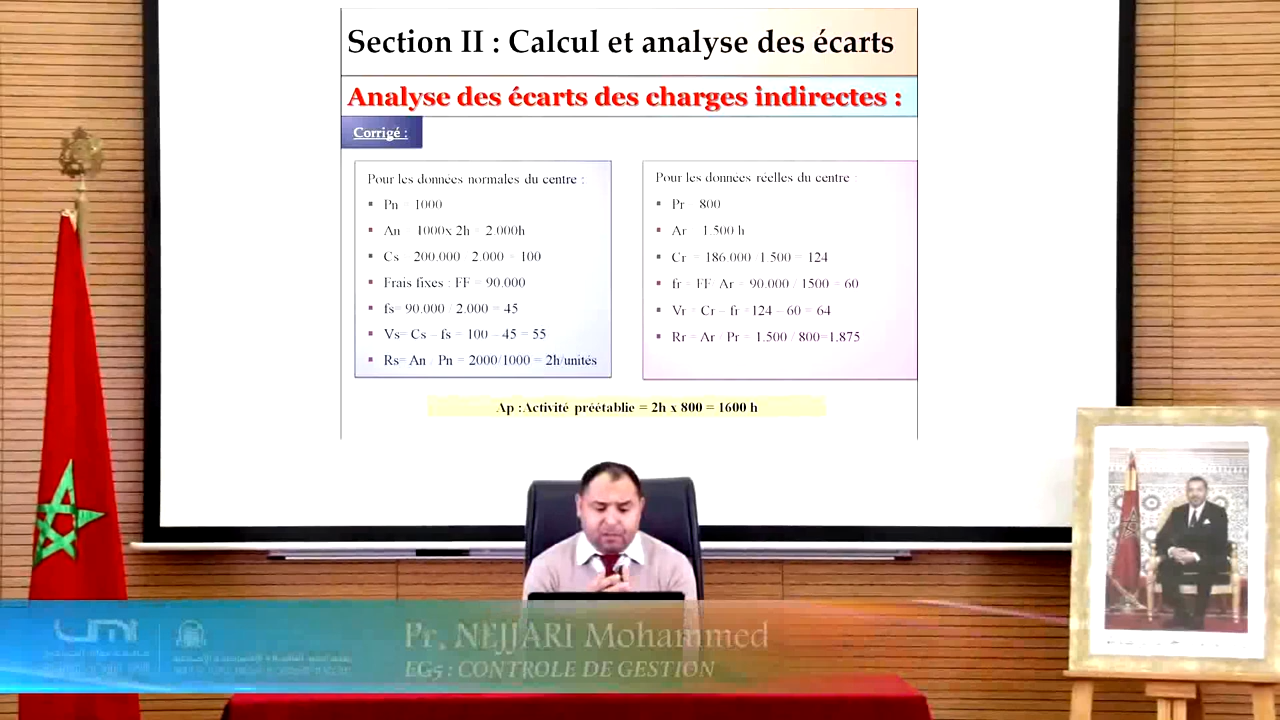 Section II : Calcul et analyse des écarts
Analyse des écarts des charges indirectes :
Corrigé :
Pour les données normales du centre :
Pn = 1000
An = 1000x 2h = 2.000h
Cs = 200.000 / 2.000 = 100
Frais fixes : FF = 90.000
fs= 90.000 / 2.000 = 45
Vs= Cs – fs = 100 – 45 = 55
Rs= An / Pn = 2000/1000 = 2h/unités
Pour les données réelles du centre :
Pr = 800
Ar = 1.500 h
Cr = 186.000/1.500 = 124
fr = FF/Ar = 90.000 / 1500 = 60
Vr = Cr – fr =124 – 60 = 64
Rr = Ar / Pr = 1.500 / 800=1.875
Ap :Activité préétablie = 2h x 800 = 1600 h
Pr. NEJJARI Mohammed
EG5 : CONTROLE DE GESTION